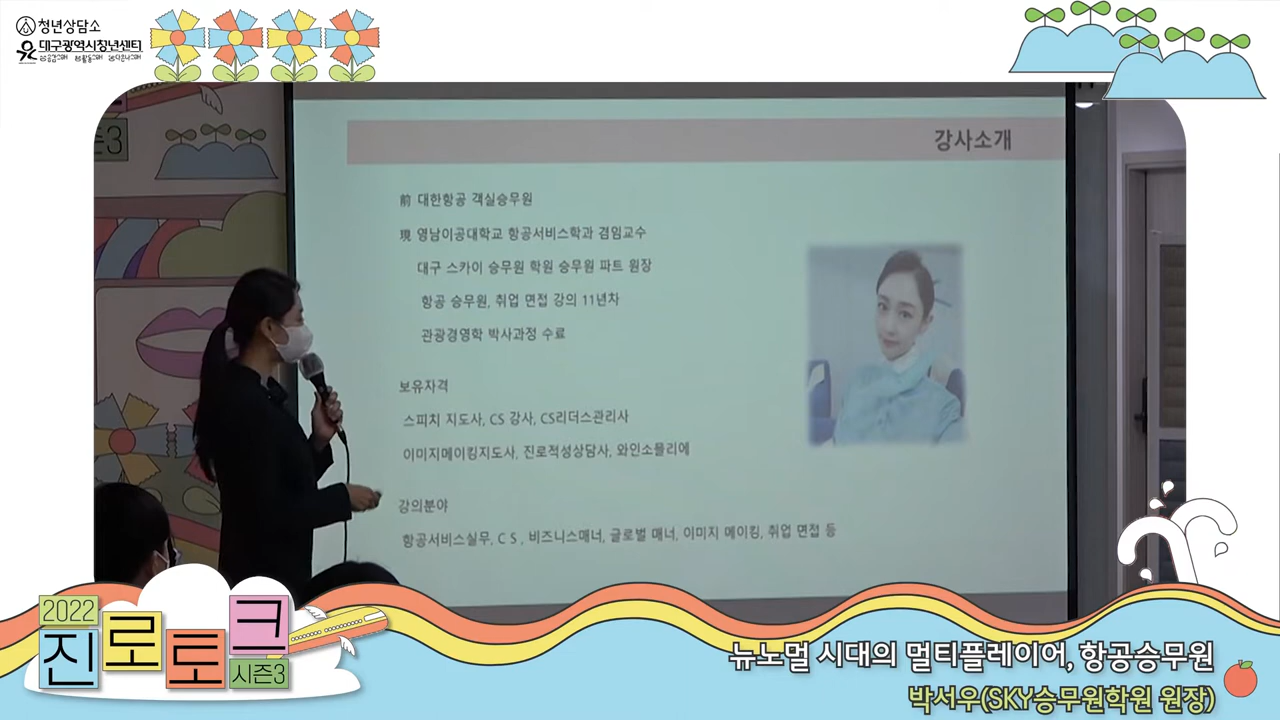 청년상담소
대구광역시청년센터
즌3
강사소개
前 대한항공 객실승무원
現 영남이공대학교 항공서비스학과 겸임교수
대구 스카이 승무원 학원 승무원 파트 원장
항공 승무원, 취업 면접 강의 11년차
관광경영학 박사과정 수료
보유자격
스피치 지도사, CS 강사, CS리더스관리사
이미지메이킹지도사, 진로적성상담사, 와인소믈리에
강의분야
항공서비스실무, C S , 비즈니스매너, 글로벌 매너, 이미지 메이킹, 취업 면접 등
2022
진로토크
시즌3
뉴노멀 시대의 멀티플레이어, 항공승무원
박서우(SKY승무원학원 원장)